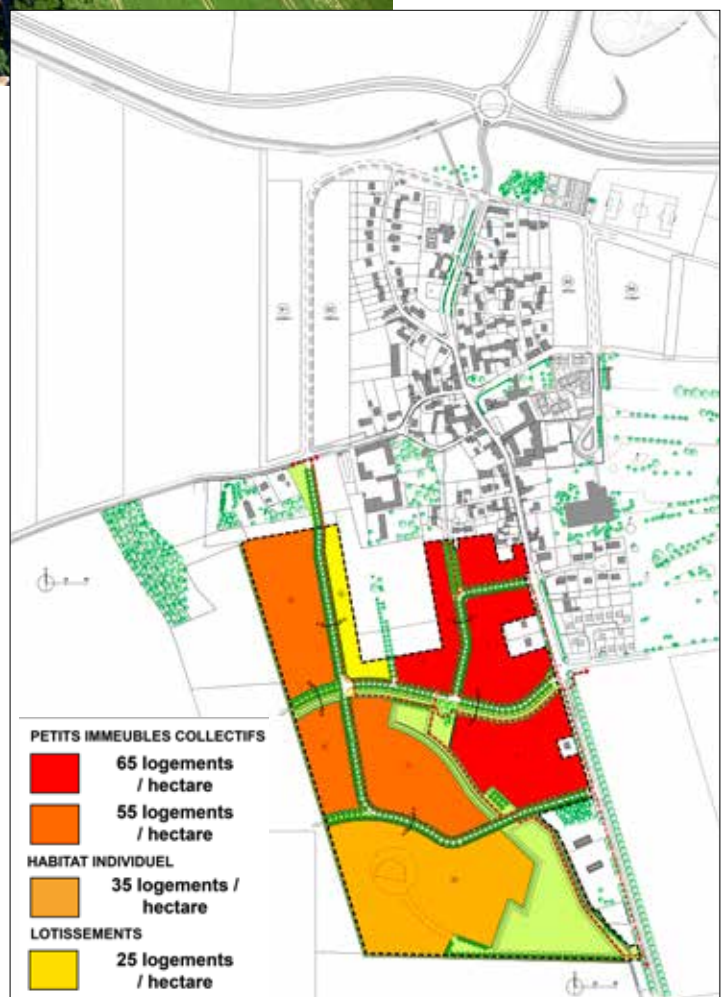 PETITS IMMEUBLES COLLECTIFS
65 logements
/ hectare
55 logements
/ hectare
HABITAT INDIVIDUEL
35 logements /
hectare
LOTISSEMENTS
25 logements
/ hectare